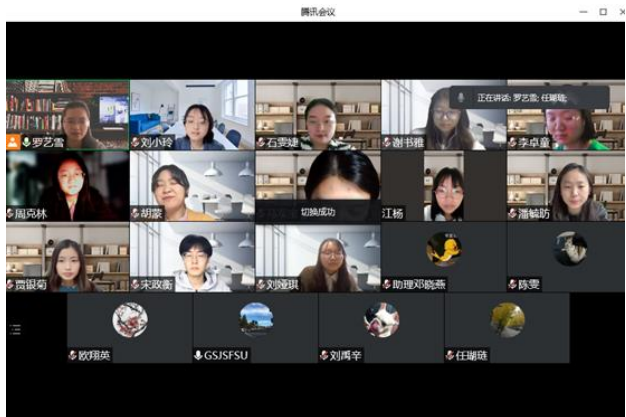 腾讯会议
正在讲话: 罗艺雪; 任瑚琏;
罗艺雪
刘小玲
石雯婕
谢书雅
李卓童
周克林
胡蒙
切换成功
江杨
潘毓昉
贾银菊
宋政衡
刘娅琪
助理邓晓燕
陈雯
欧翔英
GSJSFSU
刘禹辛
任瑚琏